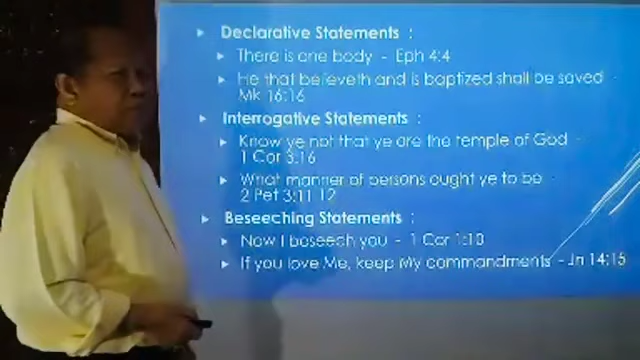 Declarative Statements :
There is one body - Eph 4:4
He that believeth and is baptized shall be saved -
Mk 16:16
Interrogative Statements :
Know ye not that ye are the temple of God -
1 Cor 3:16
What manner of persons ought ye to be -
2 Pet 3:11-12
Beseeching Statements :
Now I beseech you - 1 Cor 1:10
If you love Me, keep My commandments - Jn 14:15